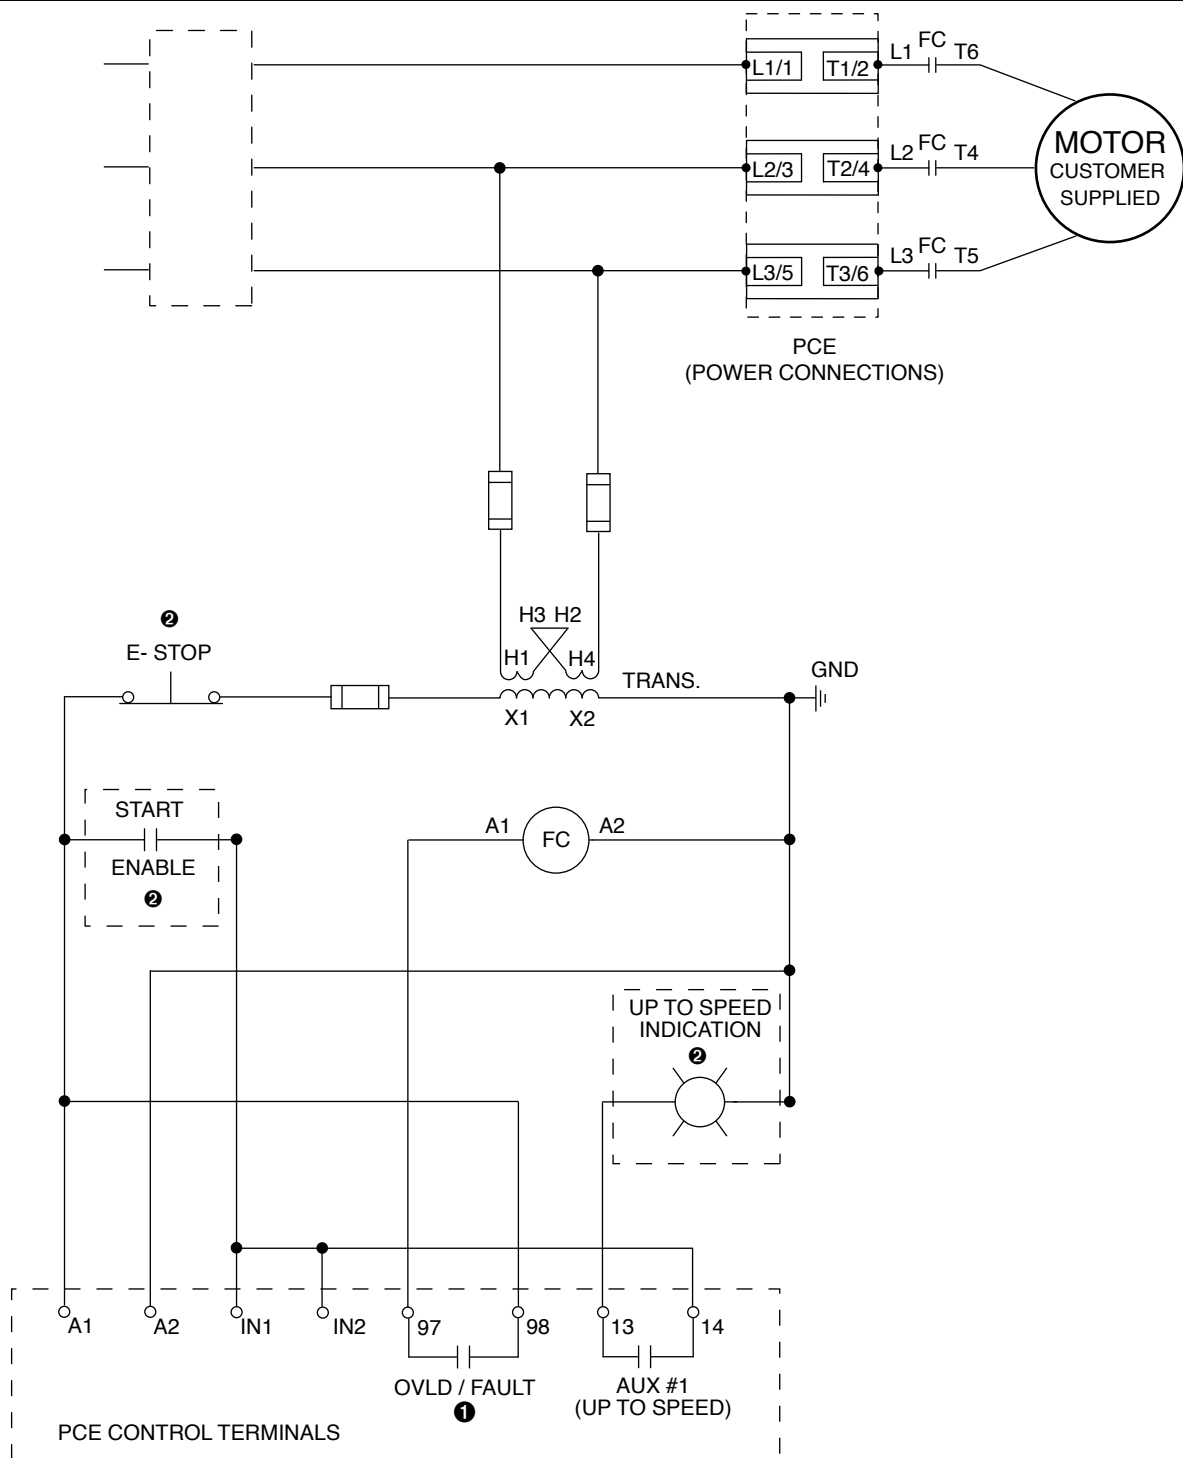 L1/1 T1/2 L1 FC T6
L2/3 T2/4 L2 FC T4
L3/5 T3/6 L3 FC T5
MOTOR
CUSTOMER
SUPPLIED
PCE
(POWER CONNECTIONS)
H3 H2
H1 H4
TRANS.
X1 X2
GND
❷
E- STOP
START
ENABLE
❷
A1 FC A2
UP TO SPEED
INDICATION
❷
A1 A2 IN1 IN2 97 98 13 14
OVLD / FAULT
❶
AUX #1
(UP TO SPEED)
PCE CONTROL TERMINALS